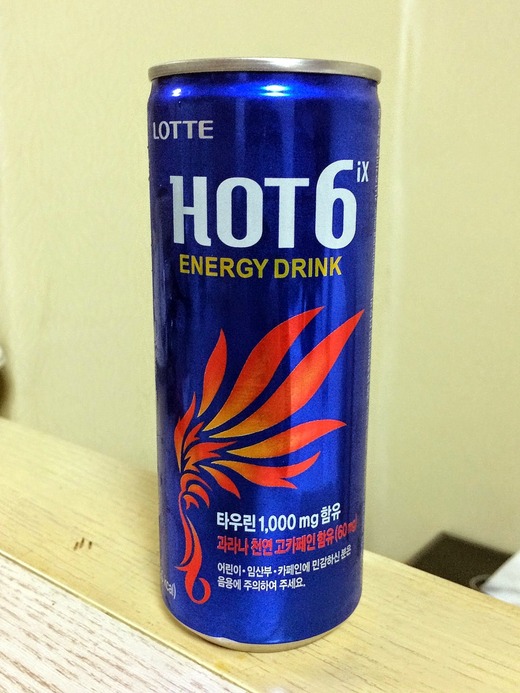 LOTTE
HOT6iX
ENERGY DRINK
타우린 1,000 mg 함유
과라나 천연 고카페인 함유(60 mg)
어린이·임산부·카페인에 민감하신 분은
음용에 주의하여 주세요.